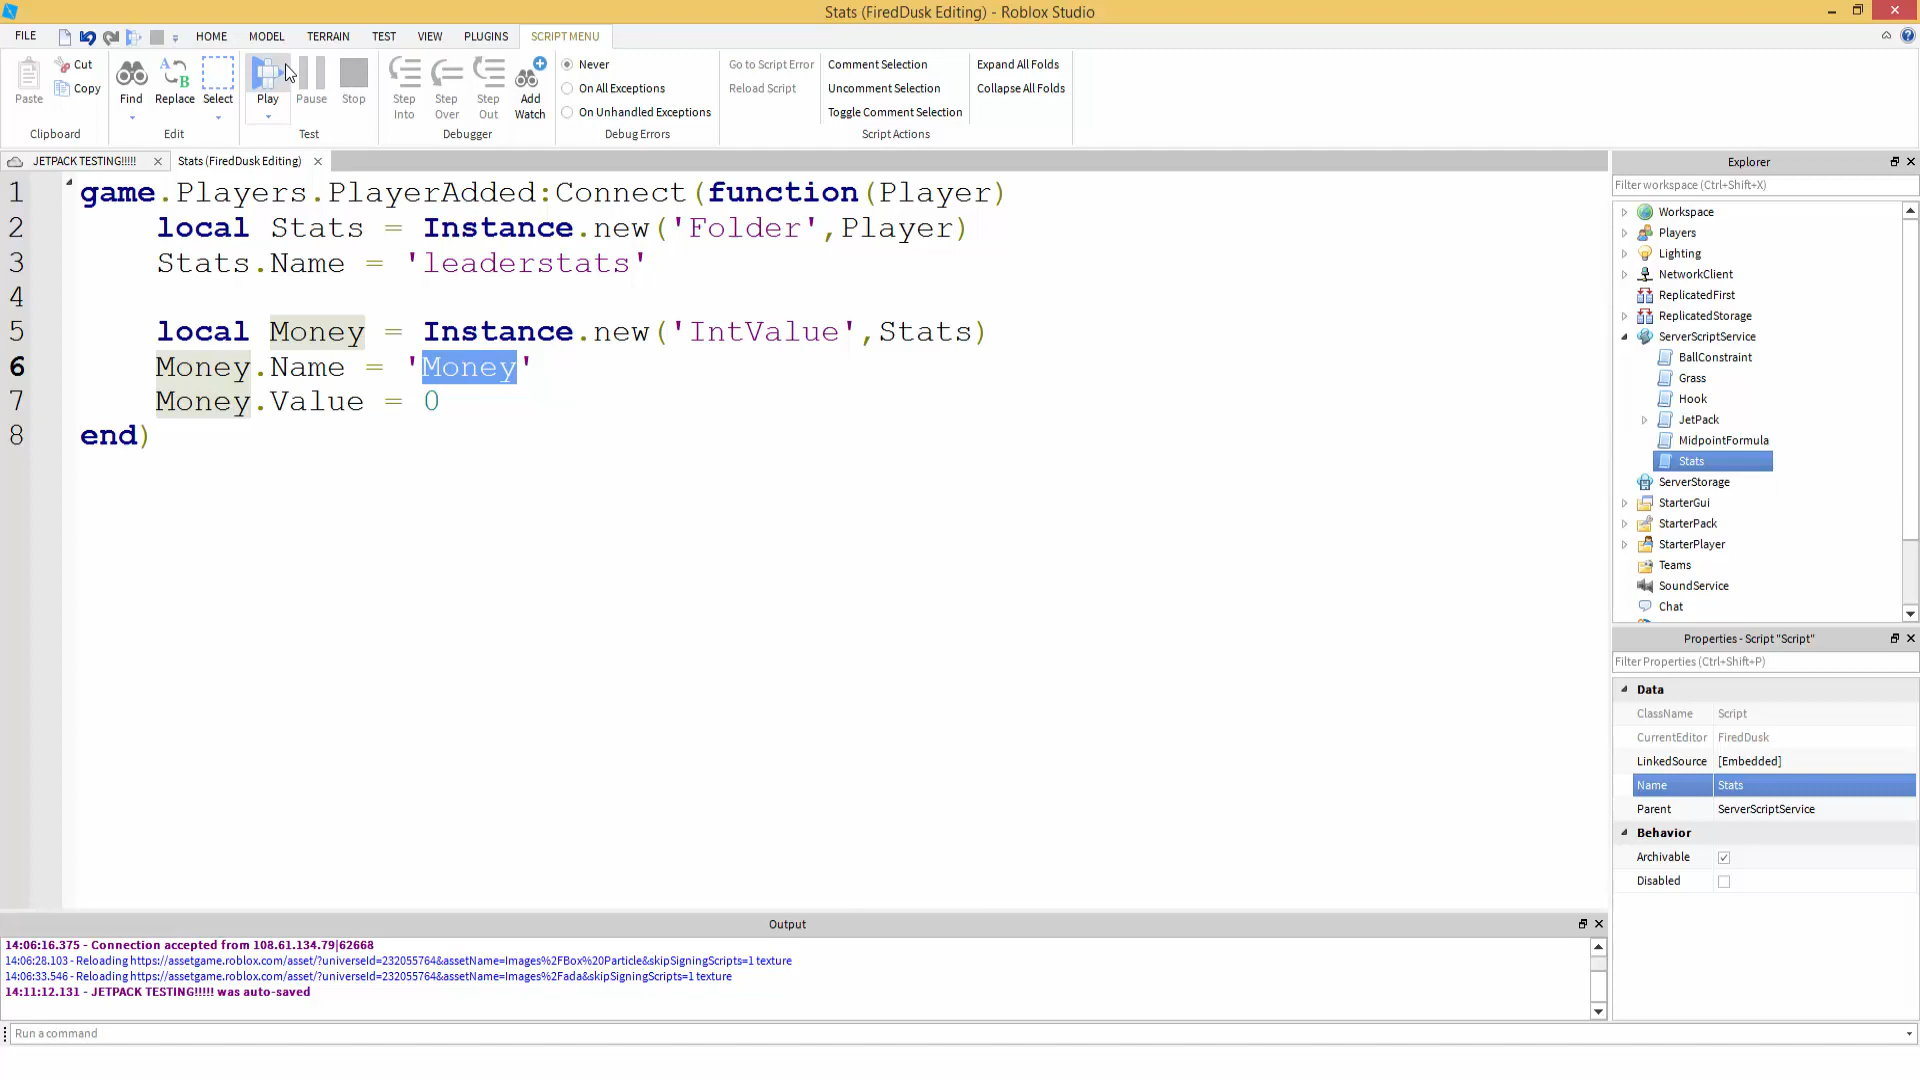 Stats (FiredDusk Editing) - Roblox Studio
FILE
HOME
MODEL
TERRAIN
TEST
VIEW
PLUGINS
SCRIPT MENU
Paste
Cut
Copy
Clipboard
Find
Replace
Select
Edit
Play
Pause
Stop
Test
Step Into
Step Over
Step Out
Add Watch
Debugger
Never
On All Exceptions
On Unhandled Exceptions
Debug Errors
Go to Script Error
Reload Script
Comment Selection
Uncomment Selection
Toggle Comment Selection
Expand All Folds
Collapse All Folds
Script Actions
JETPACK TESTING!!!!!
Stats (FiredDusk Editing)
1 game.Players.PlayerAdded:Connect(function(Player)
2 local Stats = Instance.new('Folder',Player)
3 Stats.Name = 'leaderstats'
4
5 local Money = Instance.new('IntValue',Stats)
6 Money.Name = 'Money'
7 Money.Value = 0
8 end)
Explorer
Filter workspace (Ctrl+Shift+X)
Workspace
Players
Lighting
NetworkClient
ReplicatedFirst
ReplicatedStorage
ServerScriptService
BallConstraint
Grass
Hook
JetPack
MidpointFormula
Stats
ServerStorage
StarterGui
StarterPack
StarterPlayer
Teams
SoundService
Chat
Properties - Script "Script"
Filter Properties (Ctrl+Shift+P)
Data
ClassName Script
CurrentEditor FiredDusk
LinkedSource [Embedded]
Name Stats
Parent ServerScriptService
Behavior
Archivable
Disabled
Output
14:06:16.375 - Connection accepted from 108.61.134.79|62668
14:06:28.103 - Reloading https://assetgame.roblox.com/asset/?universeId=232055764&assetName=Images%2FBox%20Particle&skipSigningScripts=1 texture
14:06:33.546 - Reloading https://assetgame.roblox.com/asset/?universeId=232055764&assetName=Images%2Fada&skipSigningScripts=1 texture
14:11:12.131 - JETPACK TESTING!!!!! was auto-saved
Run a command